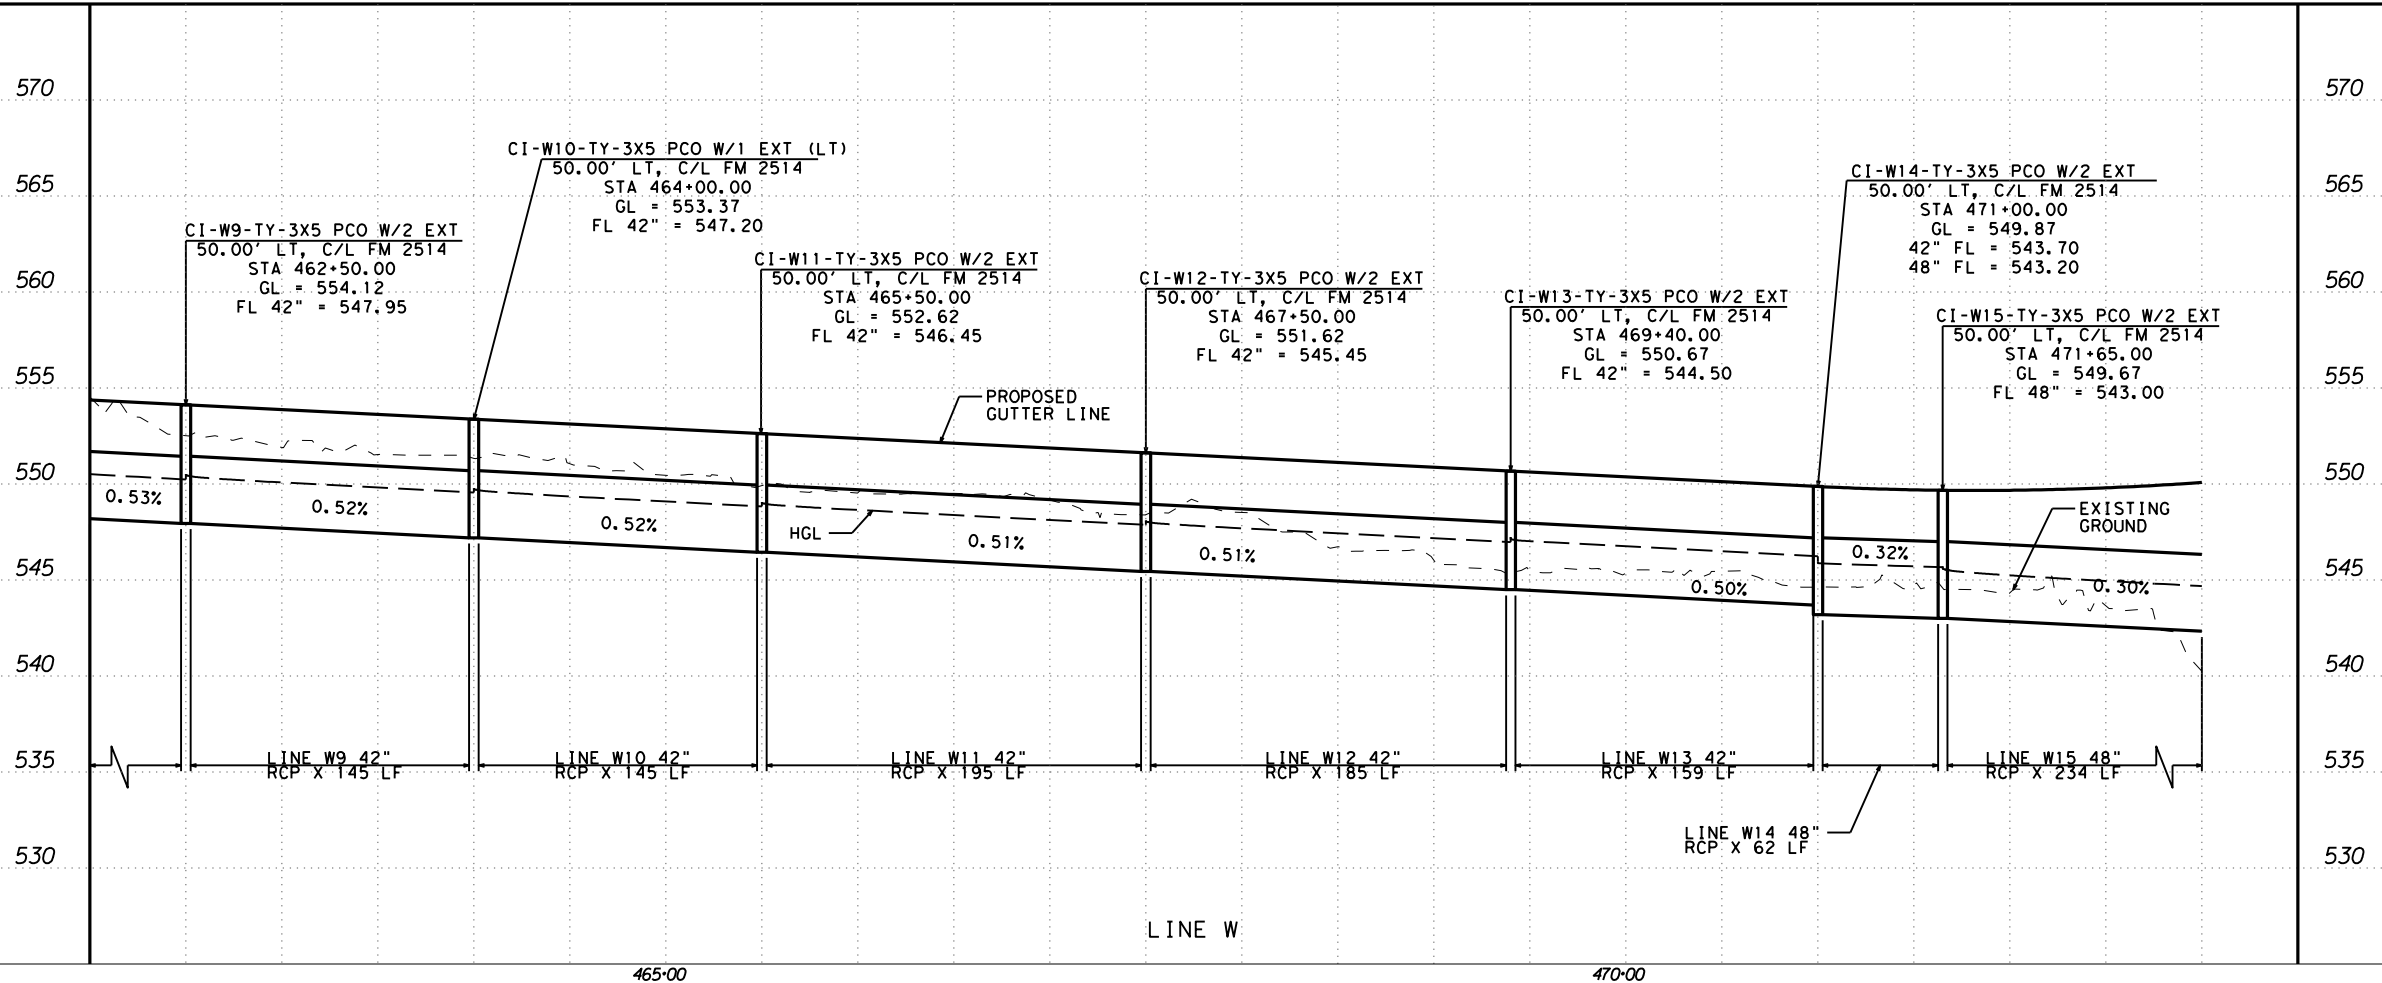 570
570
CI-W10-TY-3X5 PCO W/1 EXT (LT)
50.00' LT, C/L FM 2514
STA 464+00.00
GL = 553.37
FL 42" = 547.20
CI-W14-TY-3X5 PCO W/2 EXT
50.00' LT, C/L FM 2514
STA 471+00.00
GL = 549.87
42" FL = 543.70
48" FL = 543.20
565
565
CI-W9-TY-3X5 PCO W/2 EXT
50.00' LT, C/L FM 2514
STA 462+50.00
GL = 554.12
FL 42" = 547.95
CI-W11-TY-3X5 PCO W/2 EXT
50.00' LT, C/L FM 2514
STA 465+50.00
GL = 552.62
FL 42" = 546.45
CI-W12-TY-3X5 PCO W/2 EXT
50.00' LT, C/L FM 2514
STA 467+50.00
GL = 551.62
FL 42" = 545.45
CI-W13-TY-3X5 PCO W/2 EXT
50.00' LT, C/L FM 2514
STA 469+40.00
GL = 550.67
FL 42" = 544.50
CI-W15-TY-3X5 PCO W/2 EXT
50.00' LT, C/L FM 2514
STA 471+65.00
GL = 549.67
FL 48" = 543.00
560
560
555
555
PROPOSED
GUTTER LINE
550
550
0.53%
0.52%
0.52%
HGL
0.51%
0.51%
0.50%
0.32%
EXISTING
GROUND
0.30%
545
545
540
540
535
535
LINE W9 42"
RCP X 145 LF
LINE W10 42"
RCP X 145 LF
LINE W11 42"
RCP X 195 LF
LINE W12 42"
RCP X 185 LF
LINE W13 42"
RCP X 159 LF
LINE W15 48"
RCP X 234 LF
LINE W14 48"
RCP X 62 LF
530
530
LINE W
465+00
470+00